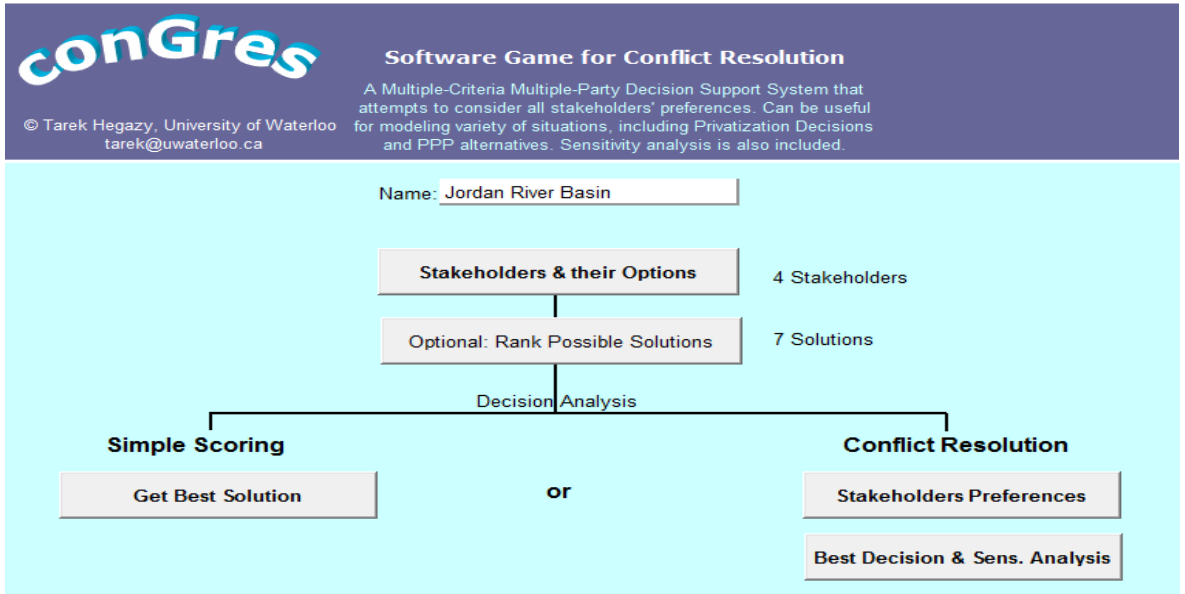 conGres
Software Game for Conflict Resolution
A Multiple-Criteria Multiple-Party Decision Support System that
attempts to consider all stakeholders' preferences. Can be useful
for modeling variety of situations, including Privatization Decisions
and PPP alternatives. Sensitivity analysis is also included.
© Tarek Hegazy, University of Waterloo
tarek@uwaterloo.ca
Name: Jordan River Basin
Stakeholders & their Options
4 Stakeholders
Optional: Rank Possible Solutions
7 Solutions
Decision Analysis
Simple Scoring
Get Best Solution
or
Conflict Resolution
Stakeholders Preferences
Best Decision & Sens. Analysis